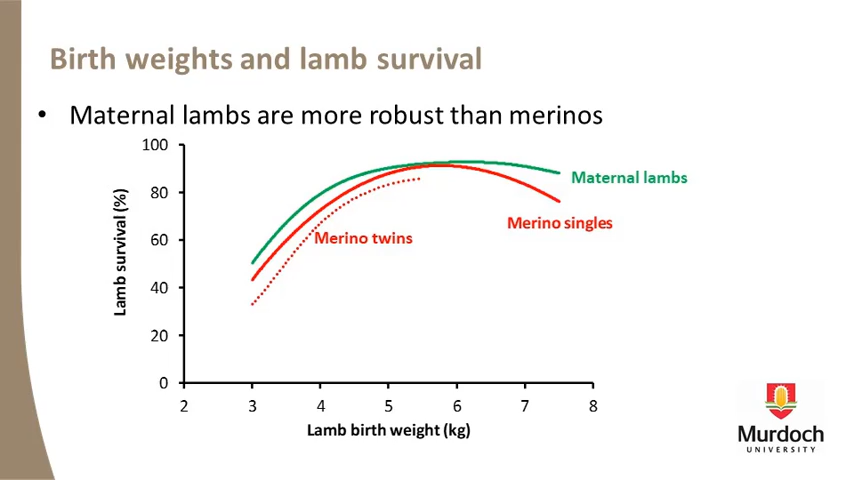 Birth weights and lamb survival
• Maternal lambs are more robust than merinos
100
80
60
40
20
0
Lamb survival (%)
Maternal lambs
Merino singles
Merino twins
2 3 4 5 6 7 8
Lamb birth weight (kg)
Murdoch
UNIVERSITY